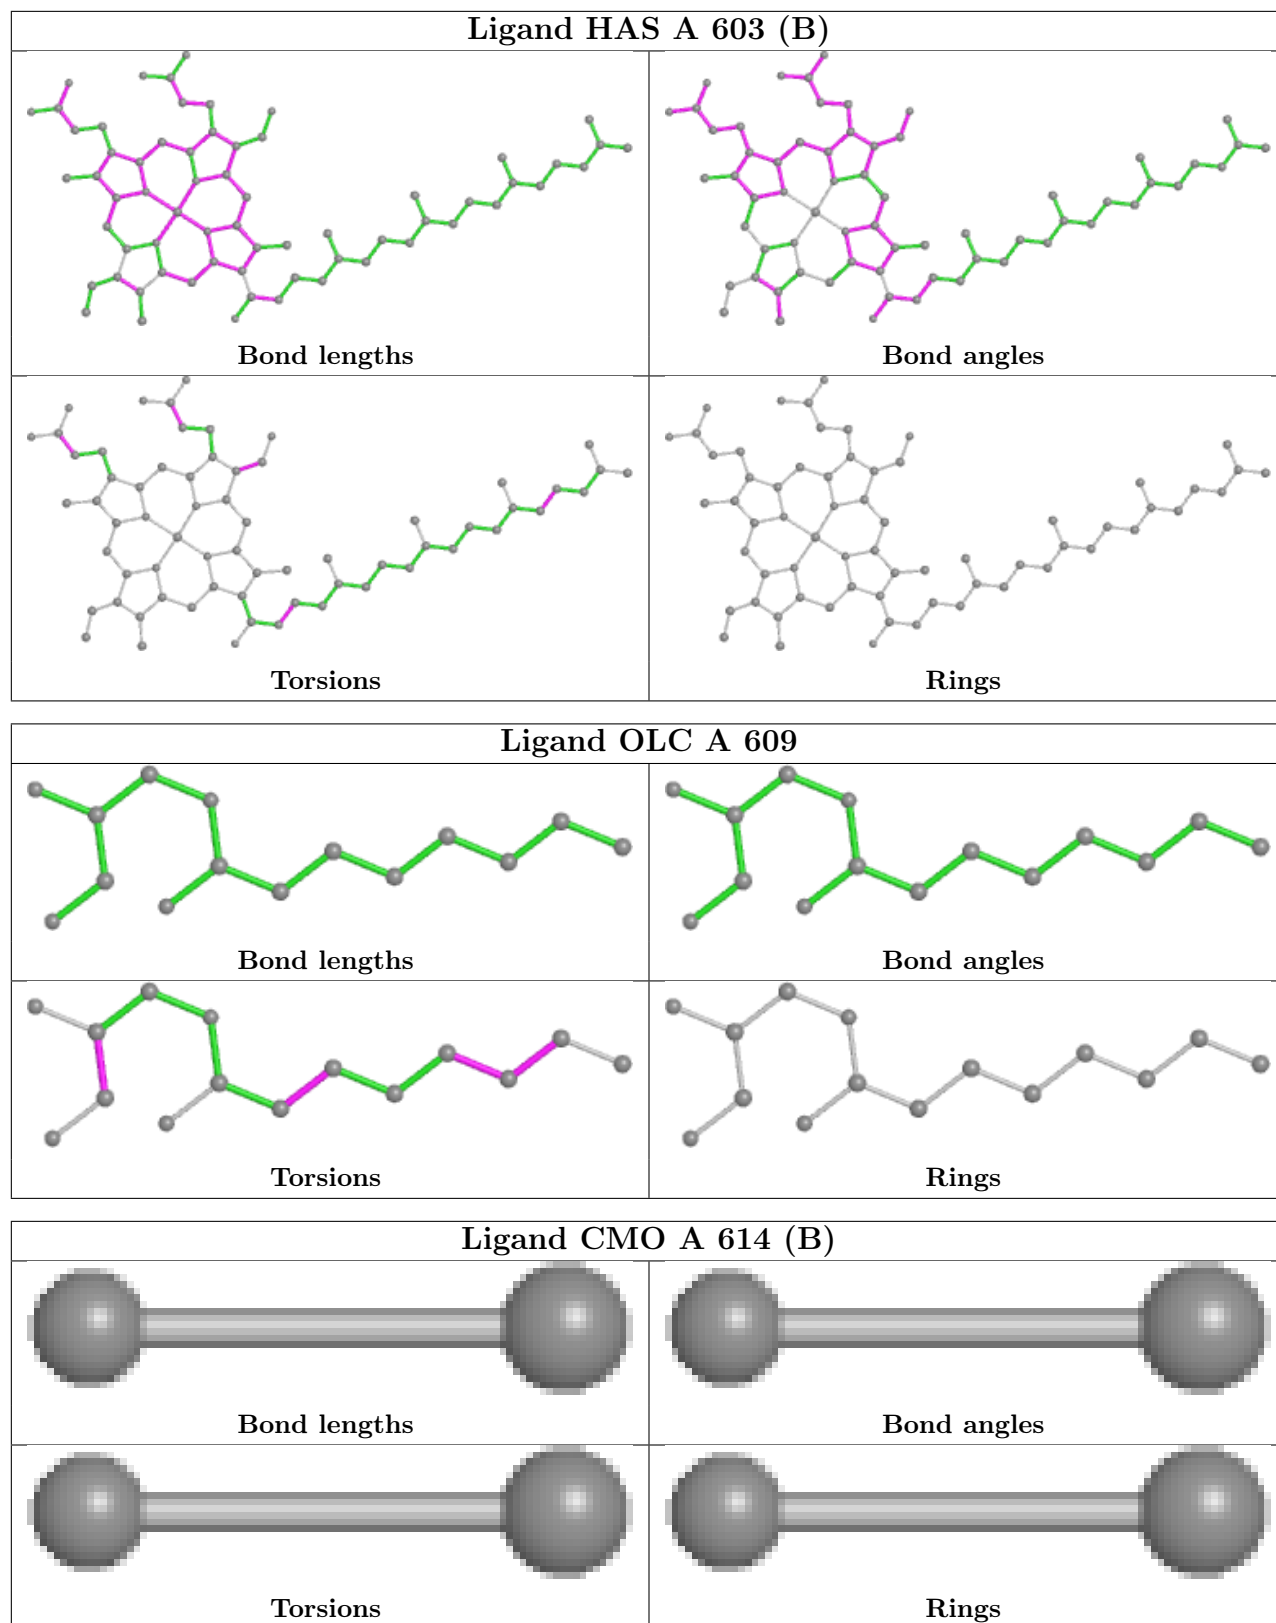 Ligand HAS A 603 (B)
Bond lengths
Bond angles
Torsions
Rings
Ligand OLC A 609
Bond lengths
Bond angles
Torsions
Rings
Ligand CMO A 614 (B)
Bond lengths
Bond angles
Torsions
Rings